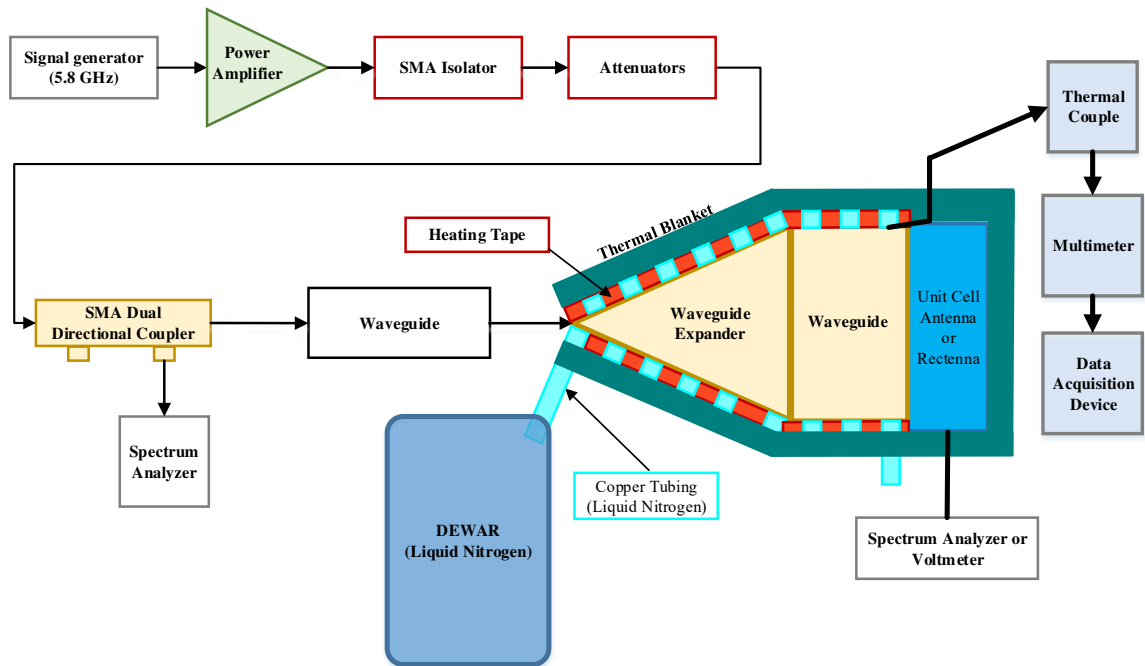 Signal generator
(5.8 GHz)
Power
Amplifier
SMA Isolator
Attenuators
Thermal
Couple
Multimeter
Data
Acquisition
Device
Heating Tape
Thermal Blanket
SMA Dual
Directional Coupler
Waveguide
Waveguide
Expander
Waveguide
Unit Cell
Antenna
or
Rectenna
Spectrum
Analyzer
Copper Tubing
(Liquid Nitrogen)
DEWAR
(Liquid Nitrogen)
Spectrum Analyzer or
Voltmeter